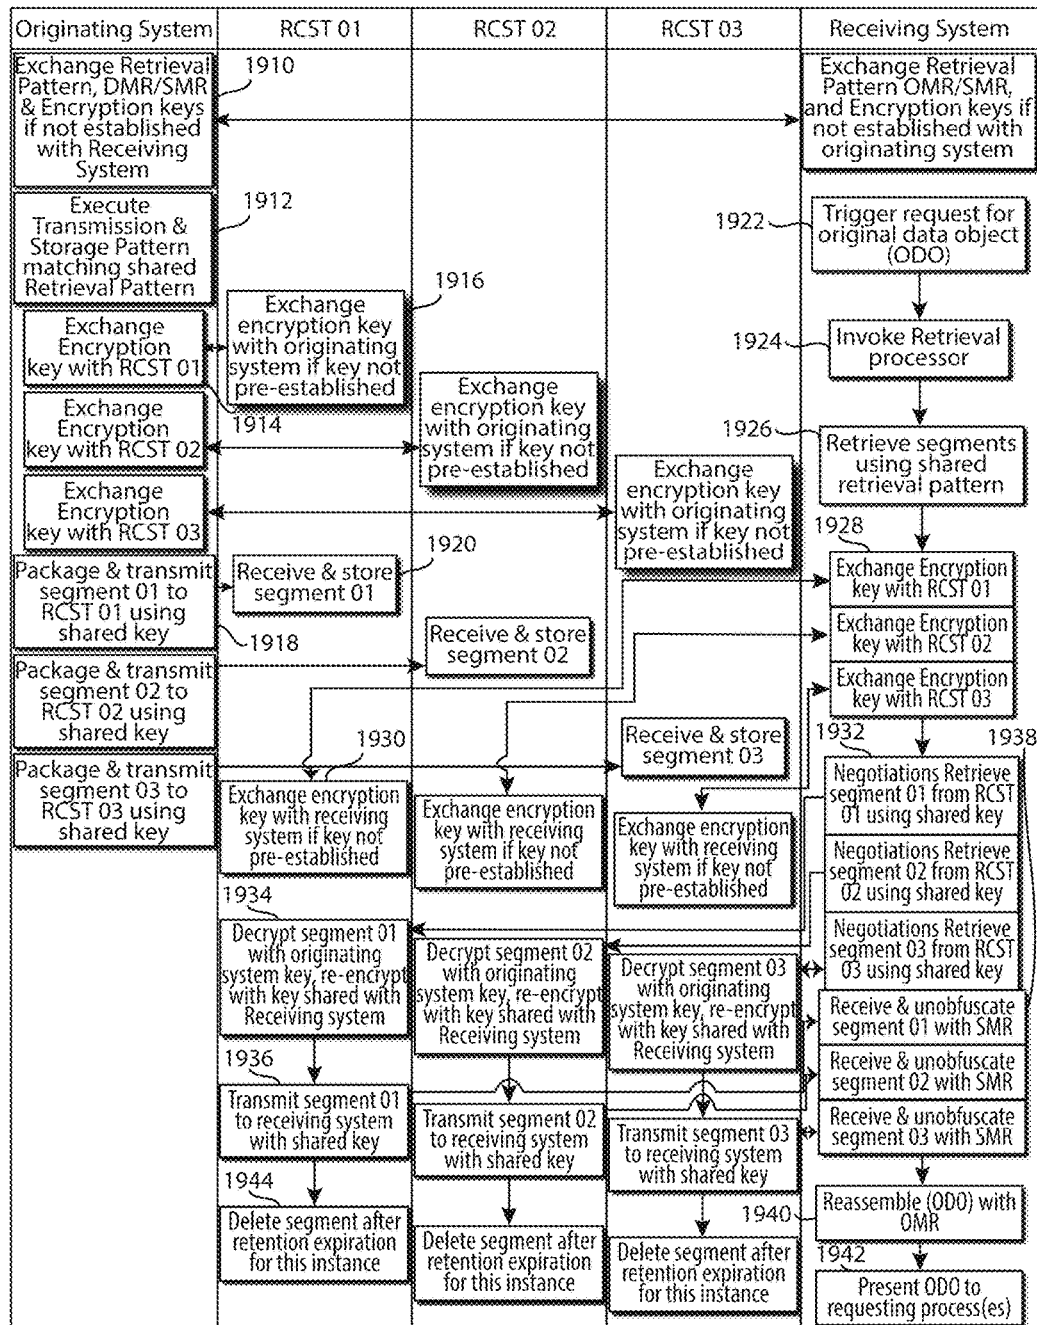 Originating System
RCST 01
RCST 02
RCST 03
Receiving System
Exchange Retrieval
Pattern, DMR/SMR
& Encryption keys
if not established
with Receiving
System
1910
Exchange Retrieval
Pattern OMR/SMR,
and Encryption keys if
not established with
originating system
Execute
Transmission &
Storage Pattern
matching shared
Retrieval Pattern
1912
1922
Trigger request for
original data object
(ODO)
Exchange
Encryption
key with RCST 01
1914
Exchange
encryption key
with originating
system if key not
pre-established
1916
1924
Invoke Retrieval
processor
Exchange
Encryption
key with RCST 02
Exchange
encryption key
with originating
system if key not
pre-established
1926
Retrieve segments
using shared
retrieval pattern
Exchange
Encryption
key with RCST 03
Exchange
encryption key
with originating
system if key not
pre-established
1928
Exchange Encryption
key with RCST 01
Exchange Encryption
key with RCST 02
Exchange Encryption
key with RCST 03
Package & transmit
segment 01 to
RCST 01 using
shared key
1918
Receive & store
segment 01
1920
Package & transmit
segment 02 to
RCST 02 using
shared key
Receive & store
segment 02
Package & transmit
segment 03 to
RCST 03 using
shared key
Receive & store
segment 03
1930
Exchange encryption
key with receiving
system if key not
pre-established
Exchange encryption
key with receiving
system if key not
pre-established
Exchange encryption
key with receiving
system if key not
pre-established
1932
1938
Negotiations Retrieve
segment 01 from RCST
01 using shared key
Negotiations Retrieve
segment 02 from RCST
02 using shared key
Negotiations Retrieve
segment 03 from RCST
03 using shared key
1934
Decrypt segment 01
with originating
system key, re-encrypt
with key shared with
Receiving system
Decrypt segment 02
with originating
system key, re-encrypt
with key shared with
Receiving system
Decrypt segment 03
with originating
system key, re-encrypt
with key shared with
Receiving system
Receive & unobfuscate
segment 01 with SMR
Receive & unobfuscate
segment 02 with SMR
Receive & unobfuscate
segment 03 with SMR
1936
Transmit segment 01
to receiving system
with shared key
Transmit segment 02
to receiving system
with shared key
Transmit segment 03
to receiving system
with shared key
1944
Delete segment after
retention expiration
for this instance
Delete segment after
retention expiration
for this instance
Delete segment after
retention expiration
for this instance
1940
Reassemble (ODO) with
OMR
1942
Present ODO to
requesting process(es)